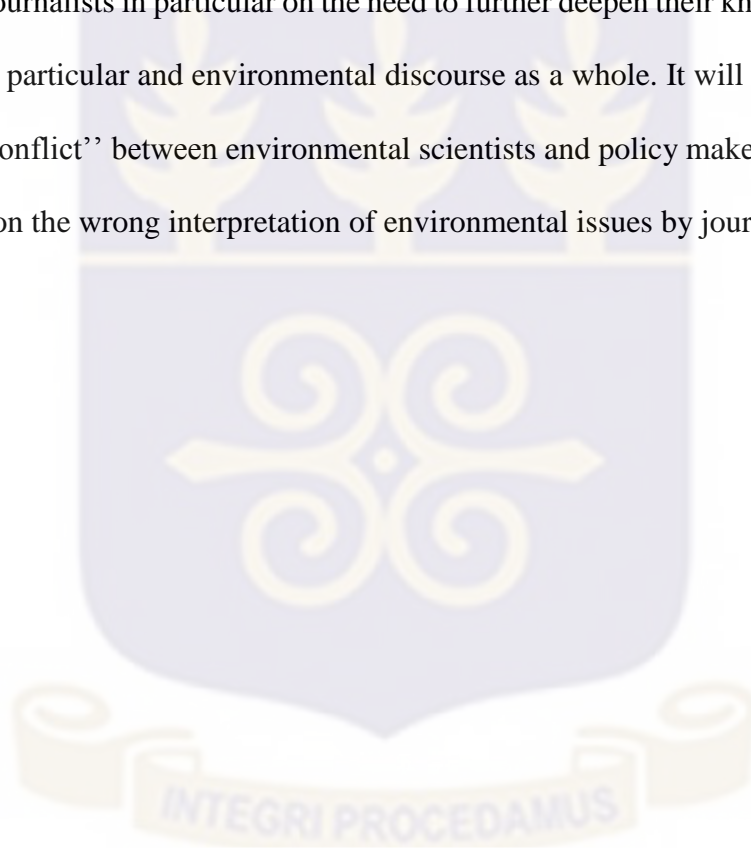 ournalists in particular on the need to further deepen their kn
particular and environmental discourse as a whole. It will
onflict’’ between environmental scientists and policy make
on the wrong interpretation of environmental issues by jour
INTEGRI PROCEDAMUS